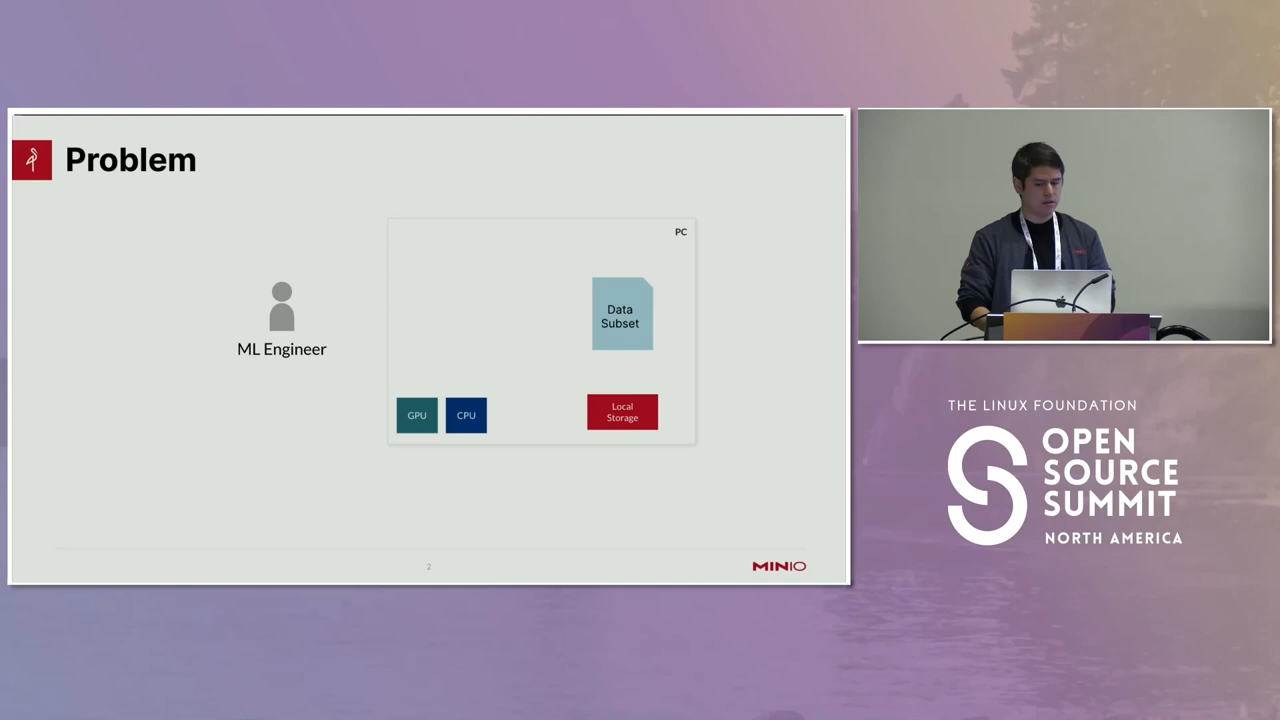 Problem
PC
Data
Subset
ML Engineer
GPU
CPU
Local
Storage
2
MINIO
THE LINUX FOUNDATION
OPEN
SOURCE
SUMMIT
NORTH AMERICA